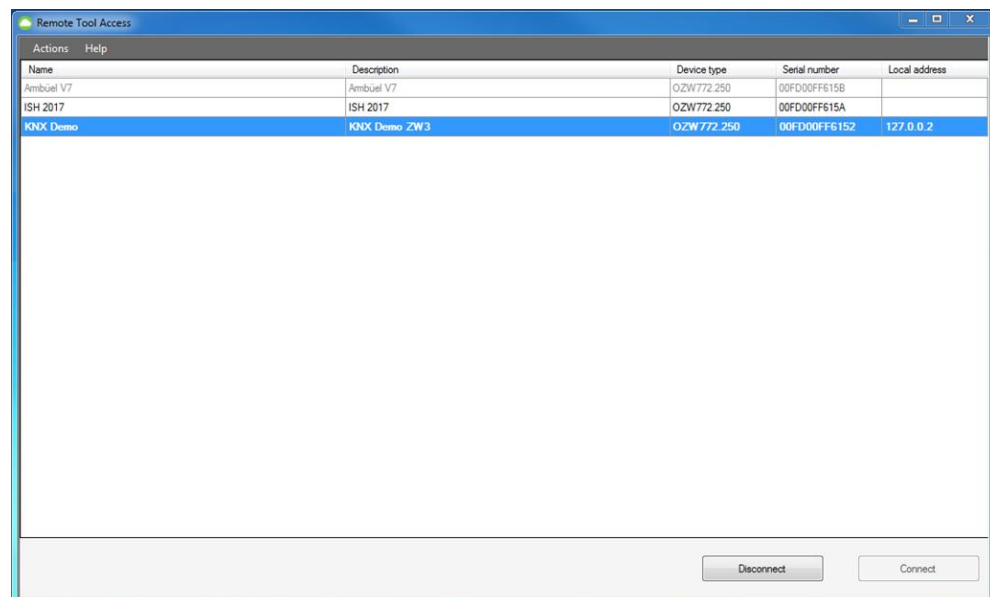 Remote Tool Access
Actions Help
Name Description Device type Serial number Local address
Ambüel V7 Ambüel V7 OZW772.250 00FD00FF615B
ISH 2017 ISH 2017 OZW772.250 00FD00FF615A
KNX Demo KNX Demo ZW3 OZW772.250 00FD00FF6152 127.0.0.2
Disconnect Connect